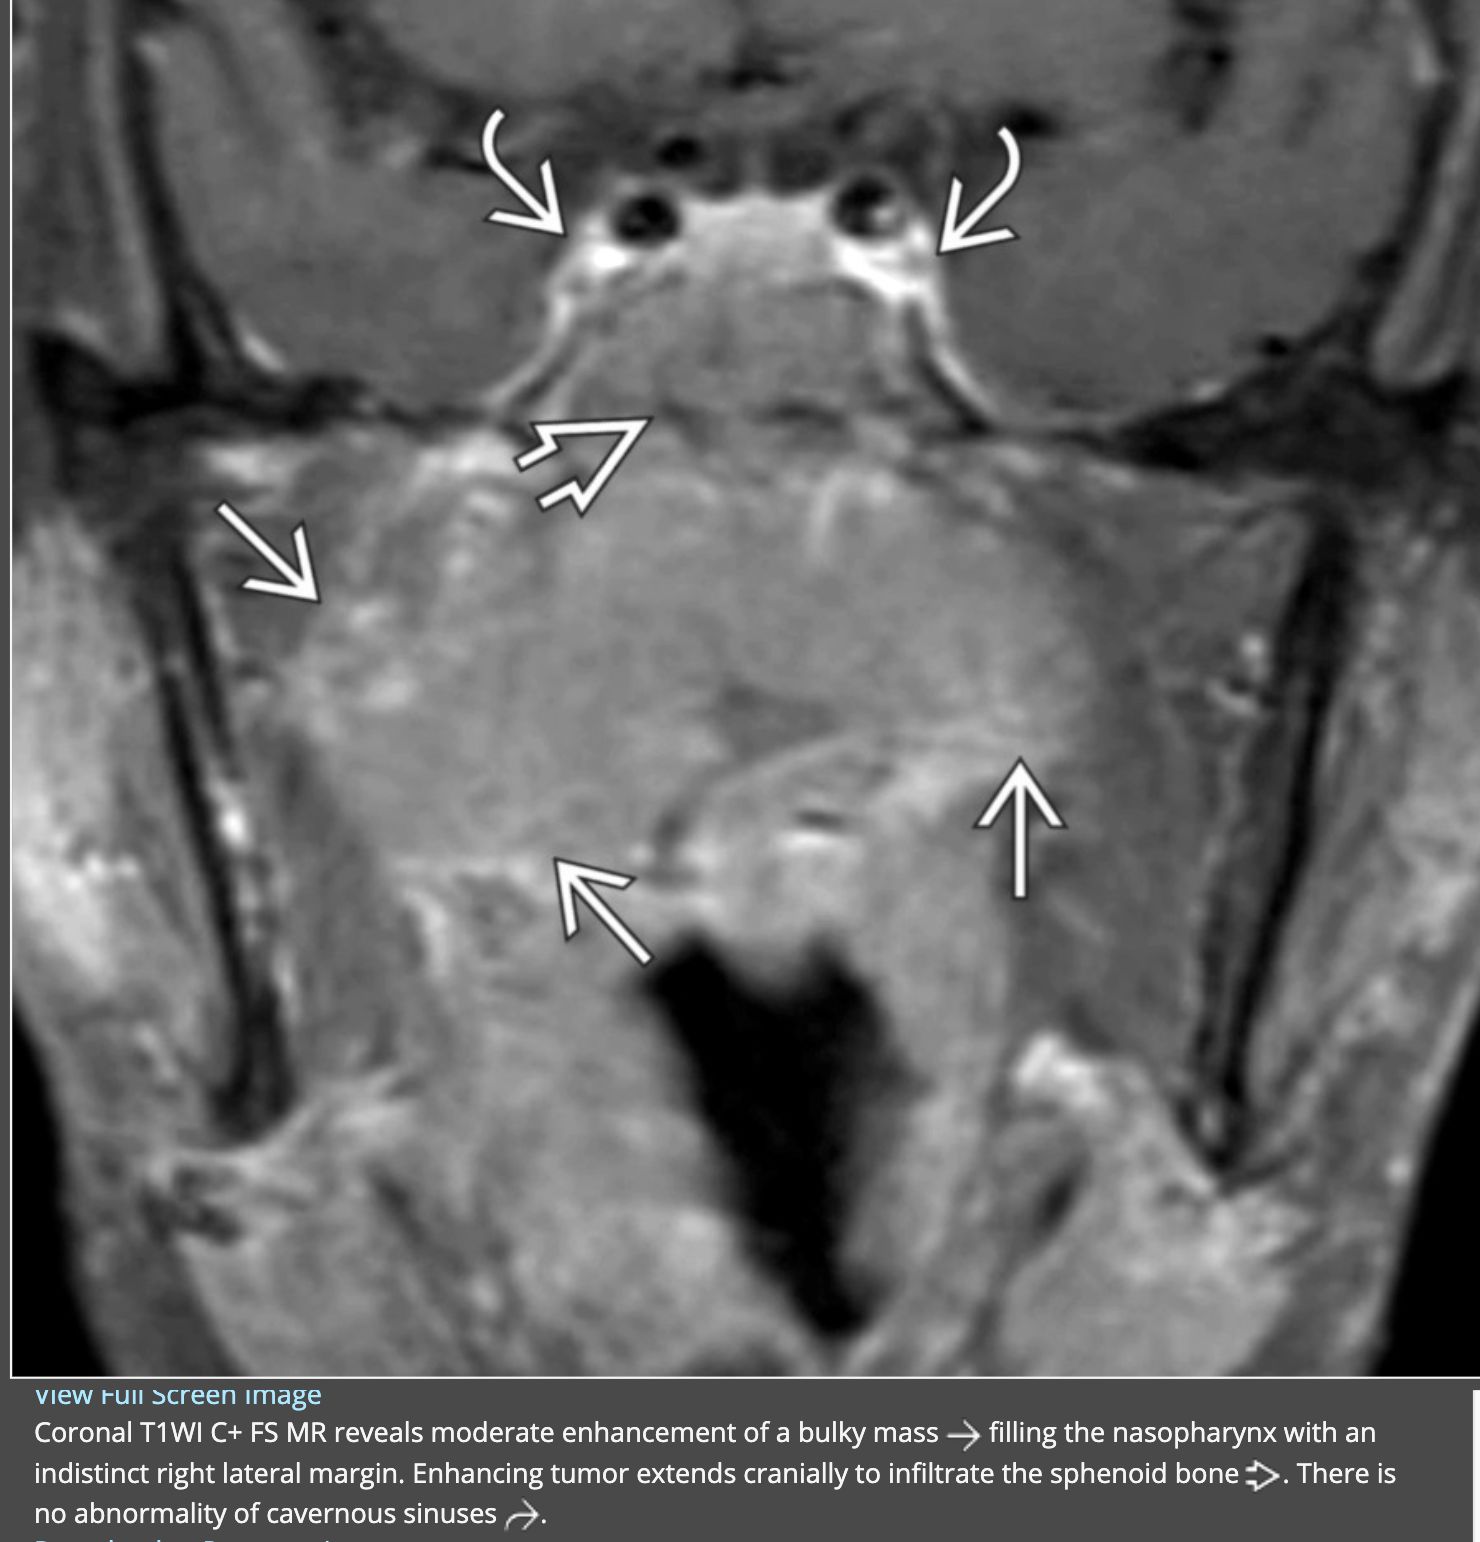 View Full Screen Image
Coronal T1WI C+ FS MR reveals moderate enhancement of a bulky mass → filling the nasopharynx with an
indistinct right lateral margin. Enhancing tumor extends cranially to infiltrate the sphenoid bone ⇨. There is
no abnormality of cavernous sinuses ↷.